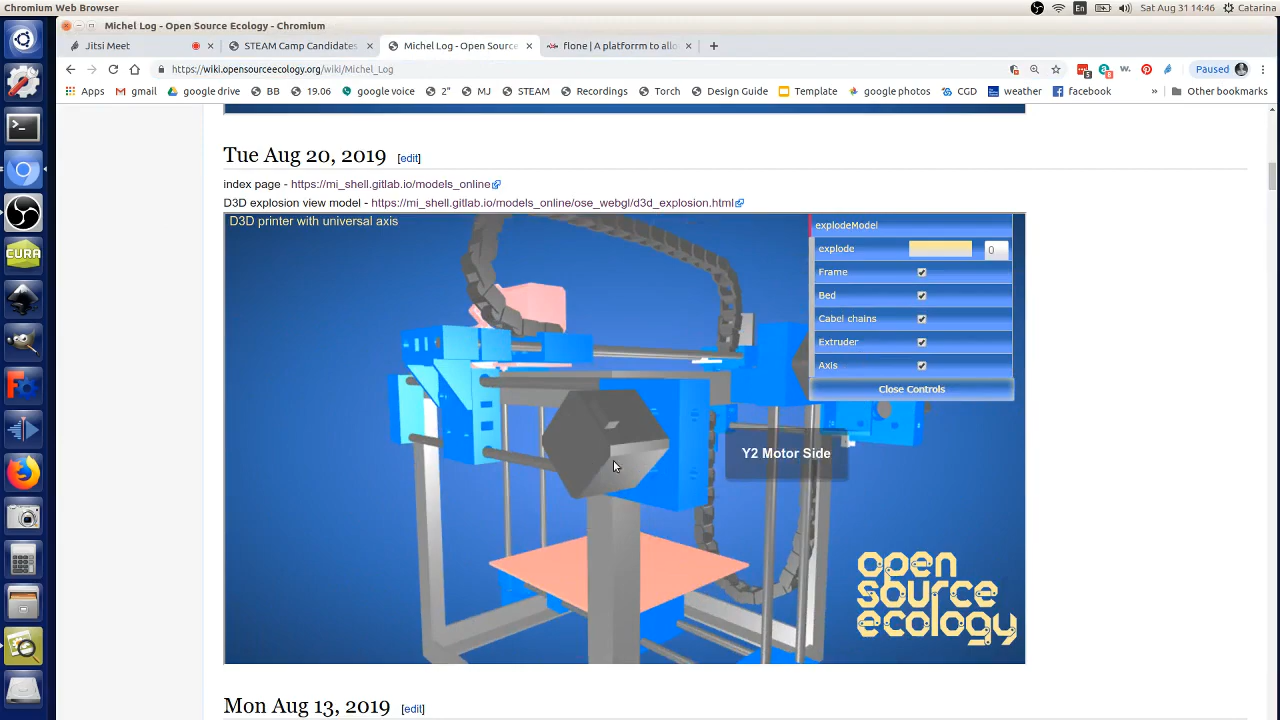 Chromium Web Browser
En
Sat Aug 31 14:46
Catarina
Michel Log - Open Source Ecology - Chromium
Jitsi Meet
STEAM Camp Candidates
Michel Log - Open Source
flone | A platforrm to allo
https://wiki.opensourceecology.org/wiki/Michel_Log
5
8
w.
Paused
Apps
gmail
google drive
BB
19.06
google voice
2"
MJ
STEAM
Recordings
Torch
Design Guide
Template
google photos
CGD
weather
facebook
»
Other bookmarks
Tue Aug 20, 2019 [edit]
index page - https://mi_shell.gitlab.io/models_online
D3D explosion view model - https://mi_shell.gitlab.io/models_online/ose_webgl/d3d_explosion.html
D3D printer with universal axis
explodeModel
explode 0
Frame
Bed
Cabel chains
Extruder
Axis
Close Controls
Y2 Motor Side
open
source
ecology
CURA
Mon Aug 13, 2019 [edit]